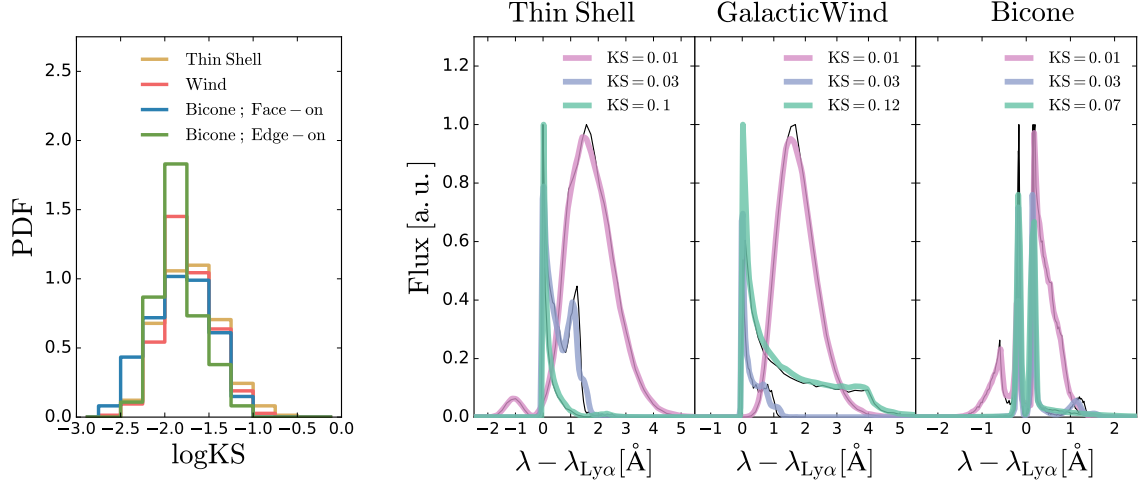 Thin Shell
GalacticWind
Bicone
PDF
2.5
2.0
1.5
1.0
0.5
0.0
Thin Shell
Wind
Bicone ; Face − on
Bicone ; Edge − on
−3.0 −2.5 −2.0 −1.5 −1.0 −0.5 0.0
logKS
Flux [a. u.]
1.2
1.0
0.8
0.6
0.4
0.2
0.0
KS = 0.01
KS = 0.03
KS = 0.1
−2 −1 0 1 2 3 4 5
λ − λLyα[Å]
KS = 0.01
KS = 0.03
KS = 0.12
−1 0 1 2 3 4 5
λ − λLyα[Å]
KS = 0.01
KS = 0.03
KS = 0.07
−2 −1 0 1 2
λ − λLyα[Å]